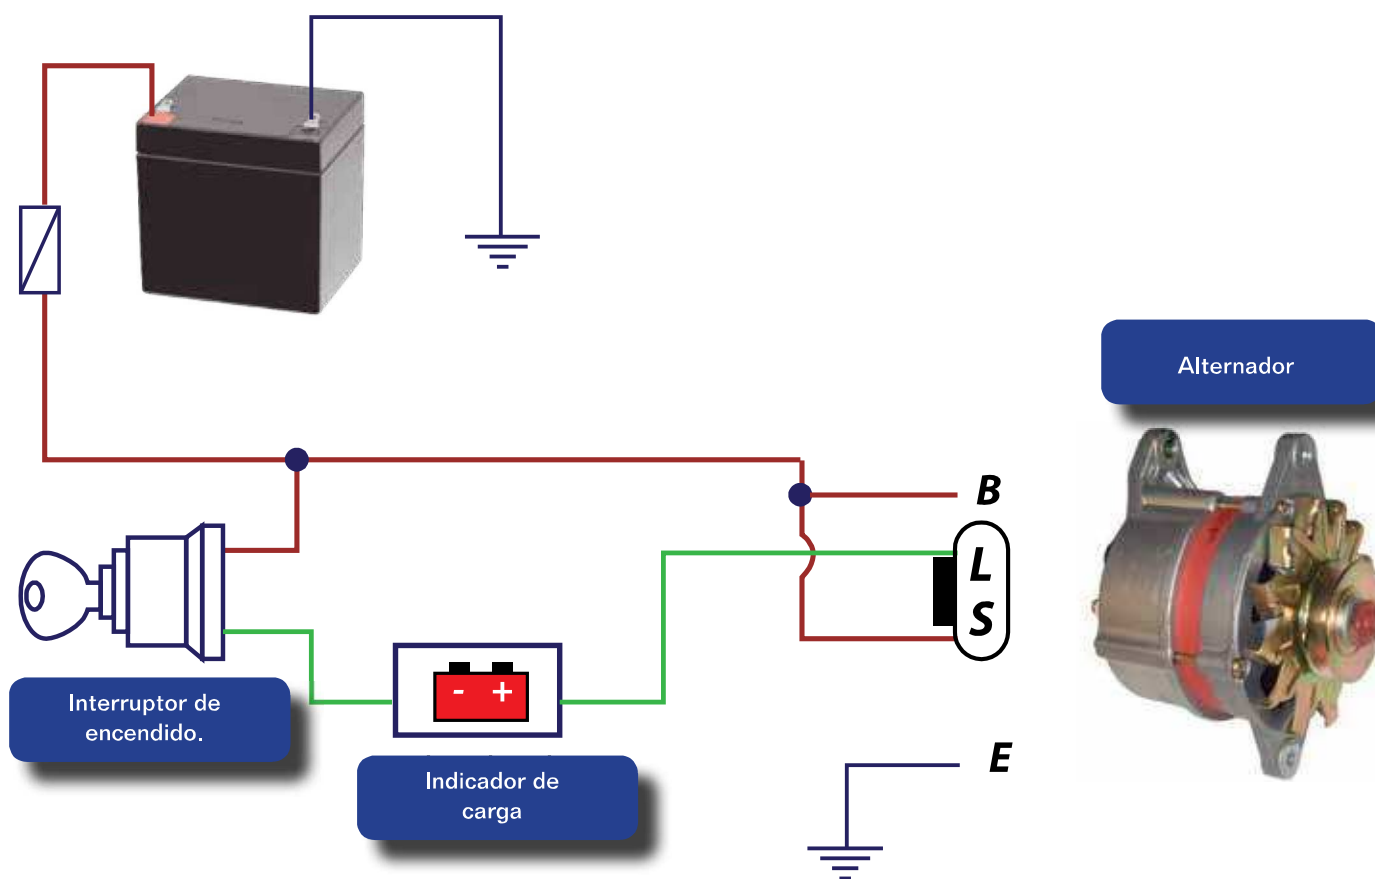 Alternador
B
L
S
Interruptor de
encendido.
- +
Indicador de
carga
E